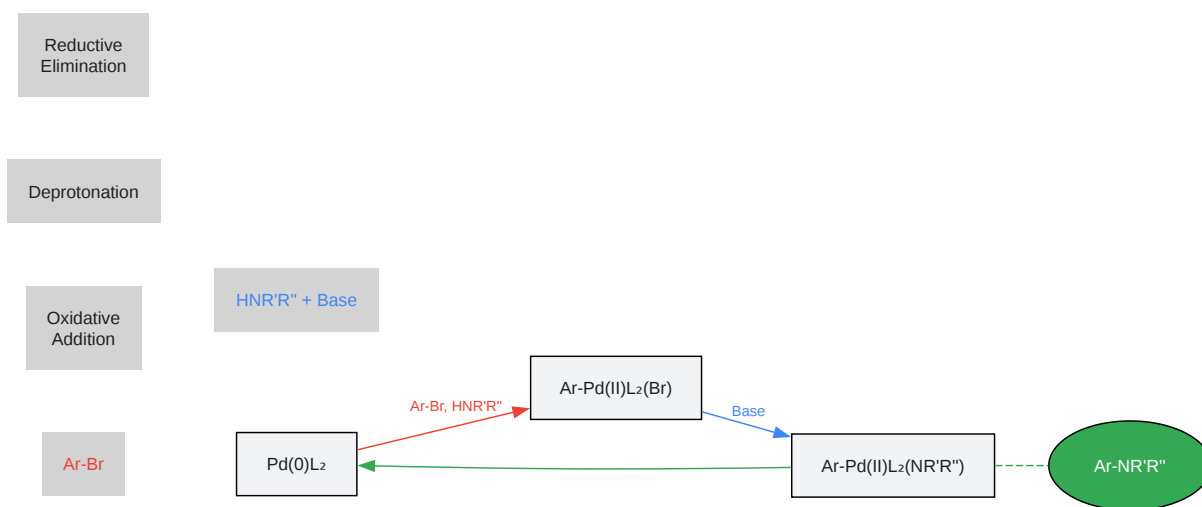 Reductive
Elimination
Deprotonation
HNR'R" + Base
Oxidative
Addition
Ar-Pd(II)L₂(Br)
Ar-Br, HNR'R"
Base
Ar-Br
Pd(0)L₂
Ar-Pd(II)L₂(NR'R")
Ar-NR'R"